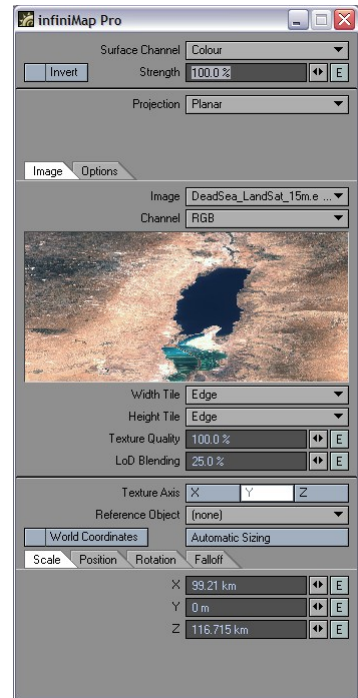 infiniMap Pro
Surface Channel Colour
Invert Strength 100.0 % E
Projection Planar
Image Options
Image DeadSea_LandSat_15m.e ...
Channel RGB
Width Tile Edge
Height Tile Edge
Texture Quality 100.0 % E
LoD Blending 25.0 % E
Texture Axis X Y Z
Reference Object (none)
World Coordinates Automatic Sizing
Scale Position Rotation Falloff
X 99.21 km E
Y 0 m E
Z 116.715 km E